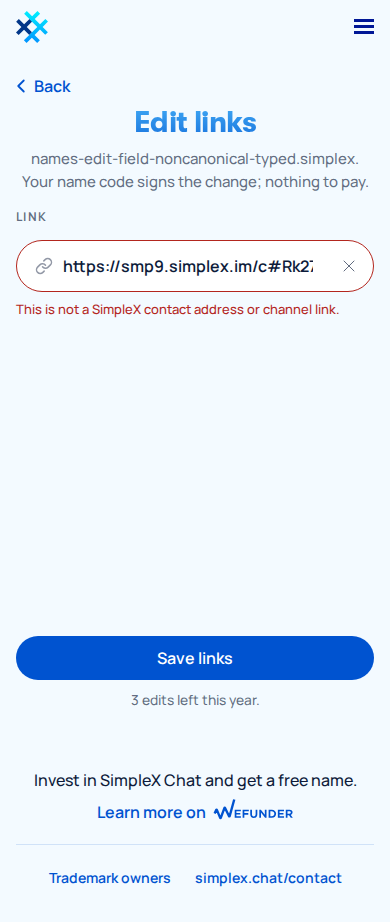 Back
Edit links
names-edit-field-noncanonical-typed.simplex.
Your name code signs the change; nothing to pay.
LINK
https://smp9.simplex.im/c#Rk2
This is not a SimpleX contact address or channel link.
Save links
3 edits left this year.
Invest in SimpleX Chat and get a free name.
Learn more on WEFUNDER
Trademark owners simplex.chat/contact